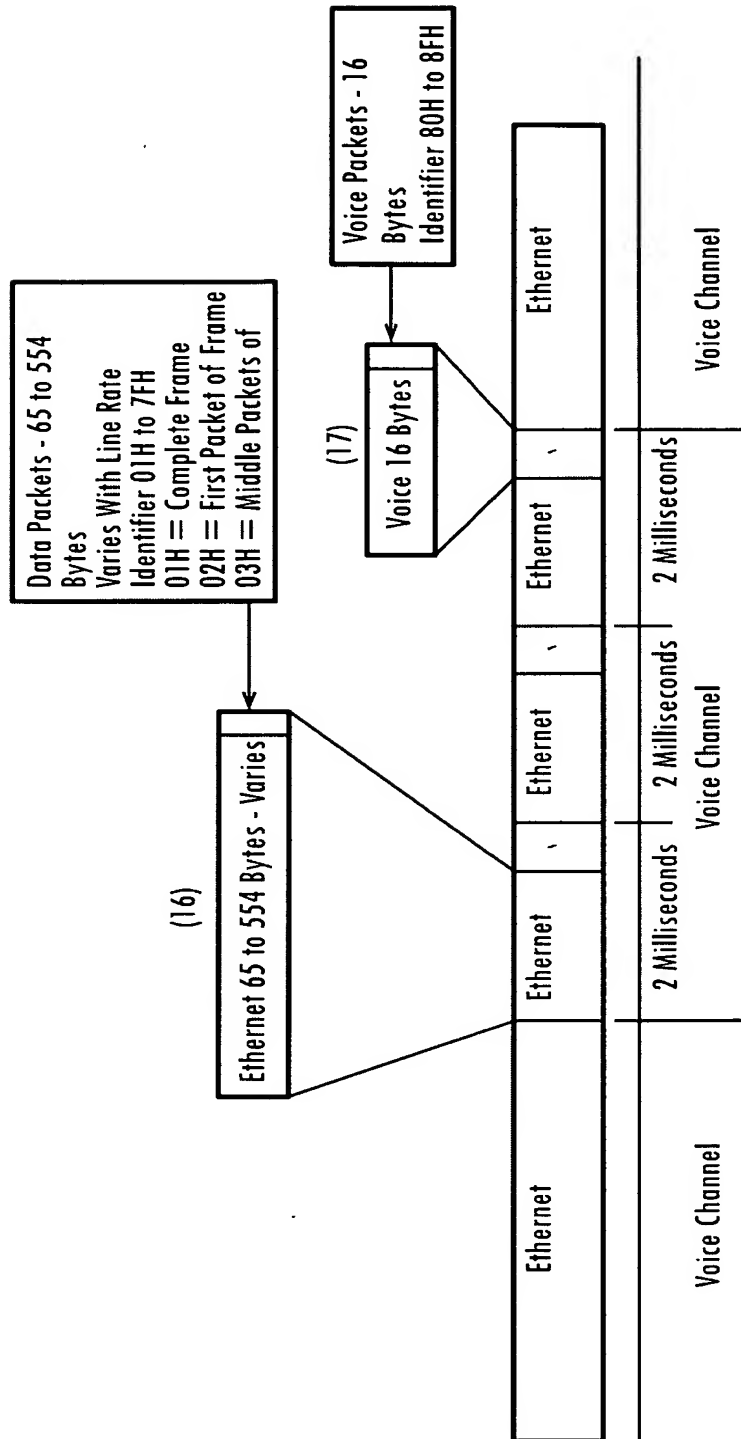 Data Packets - 65 to 554
Bytes
Varies With Line Rate
Identifier 01H to 7FH
01H = Complete Frame
02H = First Packet of Frame
03H = Middle Packets of
(16)
Ethernet 65 to 554 Bytes - Varies
Voice Packets - 16
Bytes
Identifier 80H to 8FH
(17)
Voice 16 Bytes
Ethernet
Ethernet
Ethernet
Ethernet
Ethernet
2 Milliseconds
2 Milliseconds
2 Milliseconds
Voice Channel
Voice Channel
Voice Channel